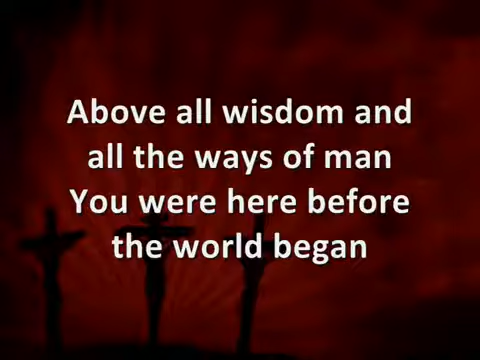 Above all wisdom and
all the ways of man
You were here before
the world began